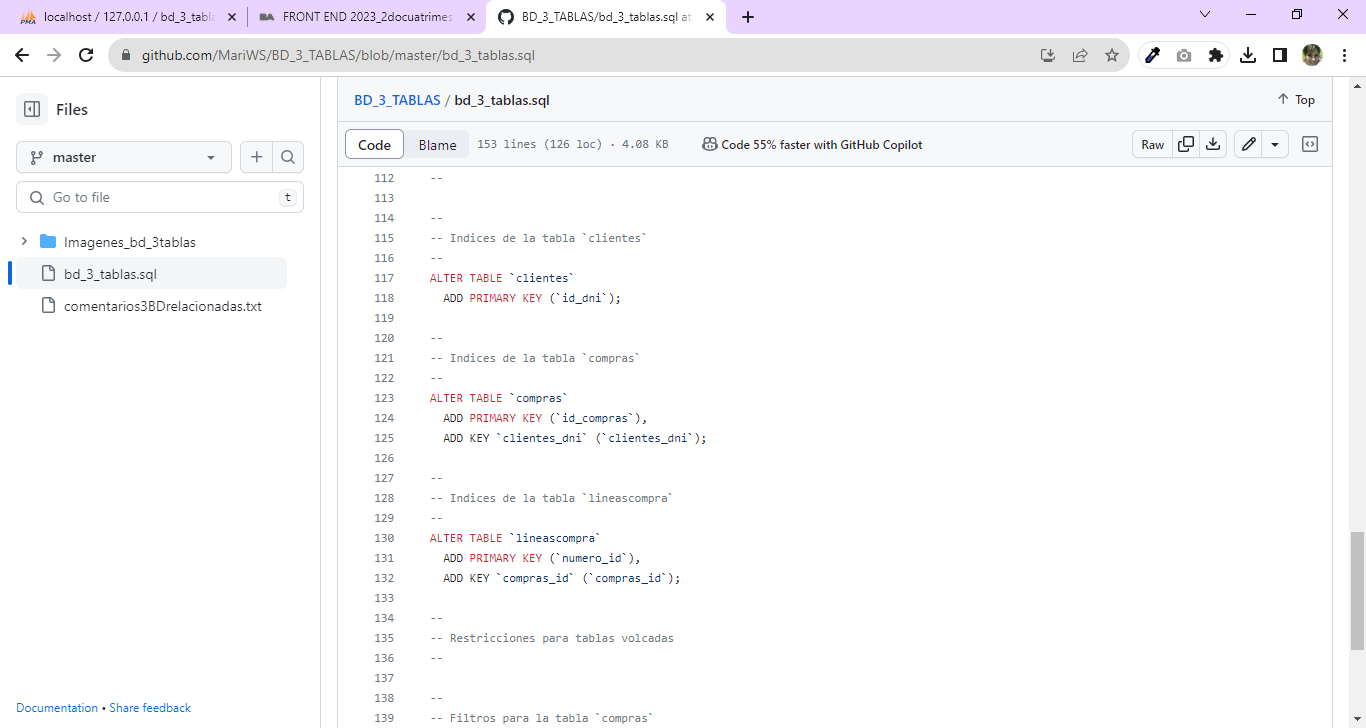 localhost / 127.0.0.1 / bd_3_tabla
FRONT END 2023_2docuatrimes
BD_3_TABLAS/bd_3_tablas.sql at
github.com/MariWS/BD_3_TABLAS/blob/master/bd_3_tablas.sql
Files
master
Go to file
t
Imagenes_bd_3tablas
bd_3_tablas.sql
comentarios3BDrelacionadas.txt
Documentation • Share feedback
BD_3_TABLAS / bd_3_tablas.sql
Top
Code Blame 153 lines (126 loc) · 4.08 KB Code 55% faster with GitHub Copilot Raw
112 --
113
114 --
115 -- Indices de la tabla `clientes`
116 --
117 ALTER TABLE `clientes`
118 ADD PRIMARY KEY (`id_dni`);
119
120 --
121 -- Indices de la tabla `compras`
122 --
123 ALTER TABLE `compras`
124 ADD PRIMARY KEY (`id_compras`),
125 ADD KEY `clientes_dni` (`clientes_dni`);
126
127 --
128 -- Indices de la tabla `lineascompra`
129 --
130 ALTER TABLE `lineascompra`
131 ADD PRIMARY KEY (`numero_id`),
132 ADD KEY `compras_id` (`compras_id`);
133
134 --
135 -- Restricciones para tablas volcadas
136 --
137
138 --
139 -- Filtros para la tabla `compras`